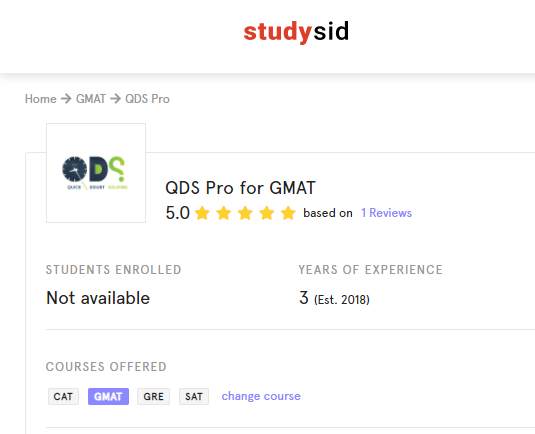 studysid
Home → GMAT → QDS Pro
QDS
QUICK DOUBT SOLVING
QDS Pro for GMAT
5.0 ★★★★★ based on 1 Reviews
STUDENTS ENROLLED YEARS OF EXPERIENCE
Not available 3 (Est. 2018)
COURSES OFFERED
CAT GMAT GRE SAT change course